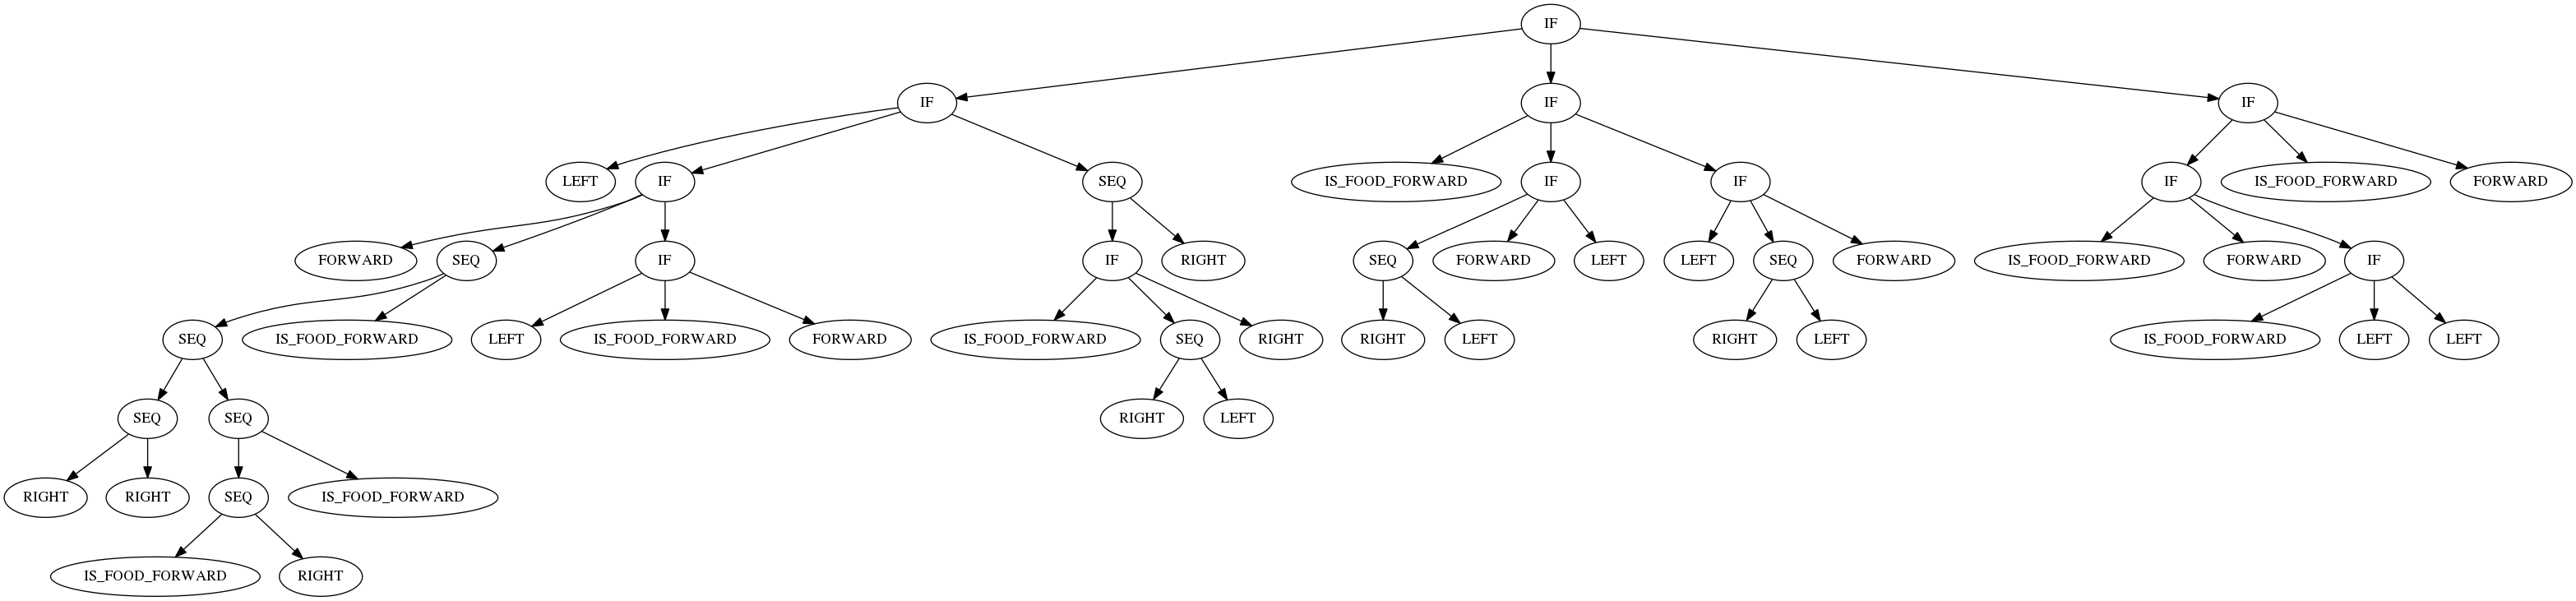 IF
IF IF IF
LEFT IF SEQ IS_FOOD_FORWARD IF IF IF IS_FOOD_FORWARD FORWARD
FORWARD SEQ IF IF RIGHT SEQ FORWARD LEFT LEFT SEQ FORWARD IS_FOOD_FORWARD FORWARD IF
SEQ IS_FOOD_FORWARD LEFT IS_FOOD_FORWARD FORWARD IS_FOOD_FORWARD SEQ RIGHT RIGHT LEFT RIGHT LEFT IS_FOOD_FORWARD LEFT LEFT
SEQ SEQ RIGHT LEFT
RIGHT RIGHT SEQ IS_FOOD_FORWARD
IS_FOOD_FORWARD RIGHT